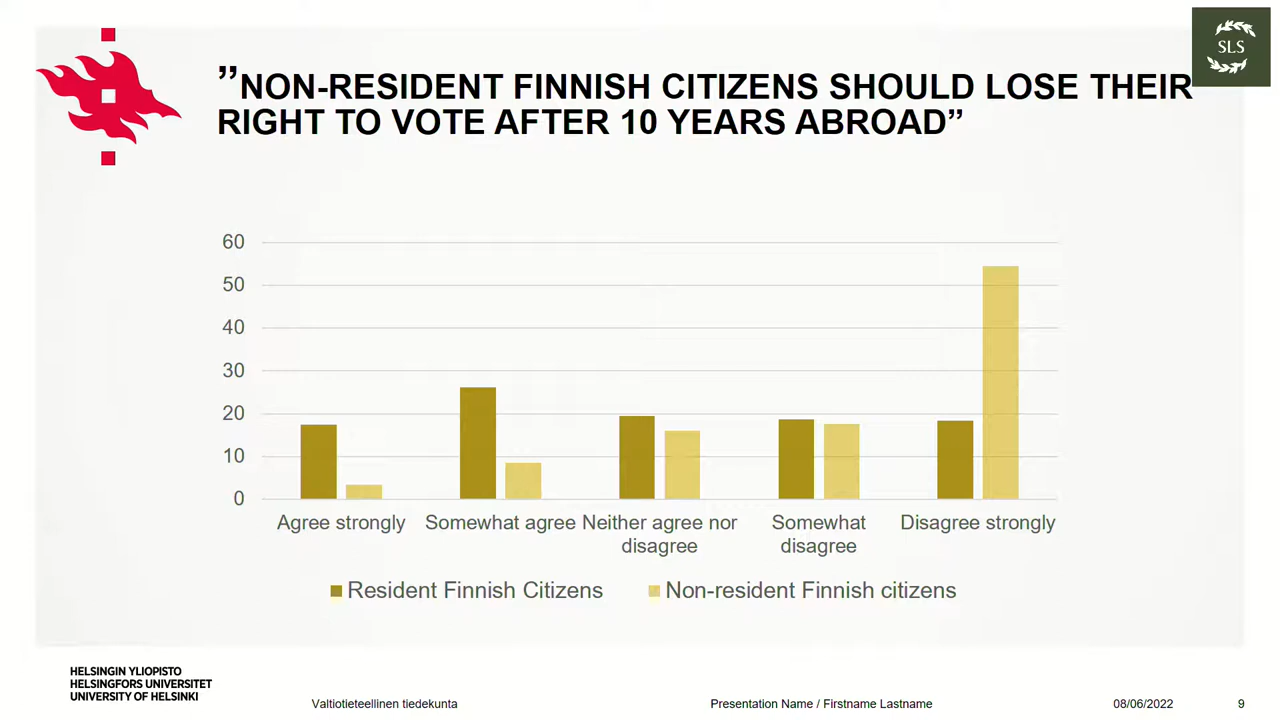 SLS
”NON-RESIDENT FINNISH CITIZENS SHOULD LOSE THEIR
RIGHT TO VOTE AFTER 10 YEARS ABROAD”
60
50
40
30
20
10
0
Agree strongly
Somewhat agree
Neither agree nor
disagree
Somewhat
disagree
Disagree strongly
Resident Finnish Citizens
Non-resident Finnish citizens
HELSINGIN YLIOPISTO
HELSINGFORS UNIVERSITET
UNIVERSITY OF HELSINKI
Valtiotieteellinen tiedekunta
Presentation Name / Firstname Lastname
08/06/2022
9